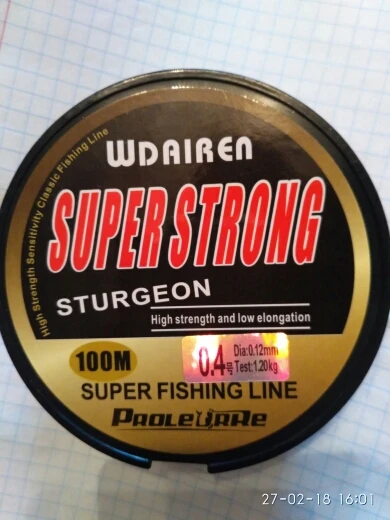 High Strength Sensitivity Classic Fishing Line
WDAIREN
SUPER STRONG
STURGEON
High strength and low elongation
100M
0.4
Dia:0.12mm
Test:1.20kg
SUPER FISHING LINE
PROLEURRE
27-02-18 16:01